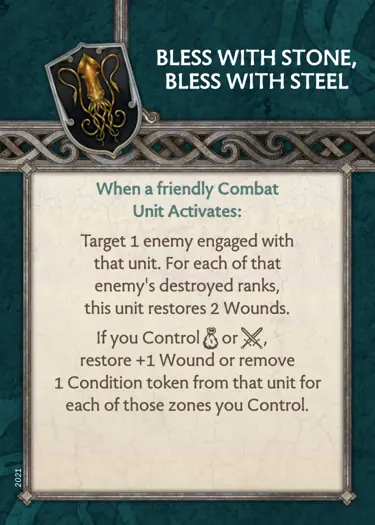 BLESS WITH STONE,
BLESS WITH STEEL
When a friendly Combat
Unit Activates:
Target 1 enemy engaged with
that unit. For each of that
enemy's destroyed ranks,
this unit restores 2 Wounds.
If you Control or ,
restore +1 Wound or remove
1 Condition token from that unit for
each of those zones you Control.
2021